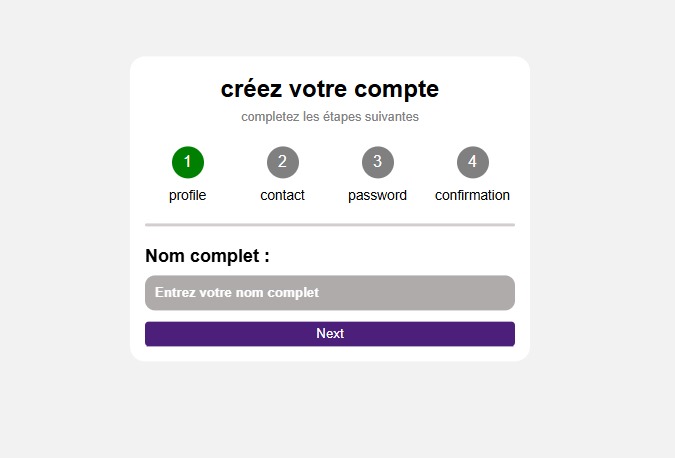 créez votre compte
completez les étapes suivantes
1 2 3 4
profile contact password confirmation
Nom complet :
Entrez votre nom complet
Next